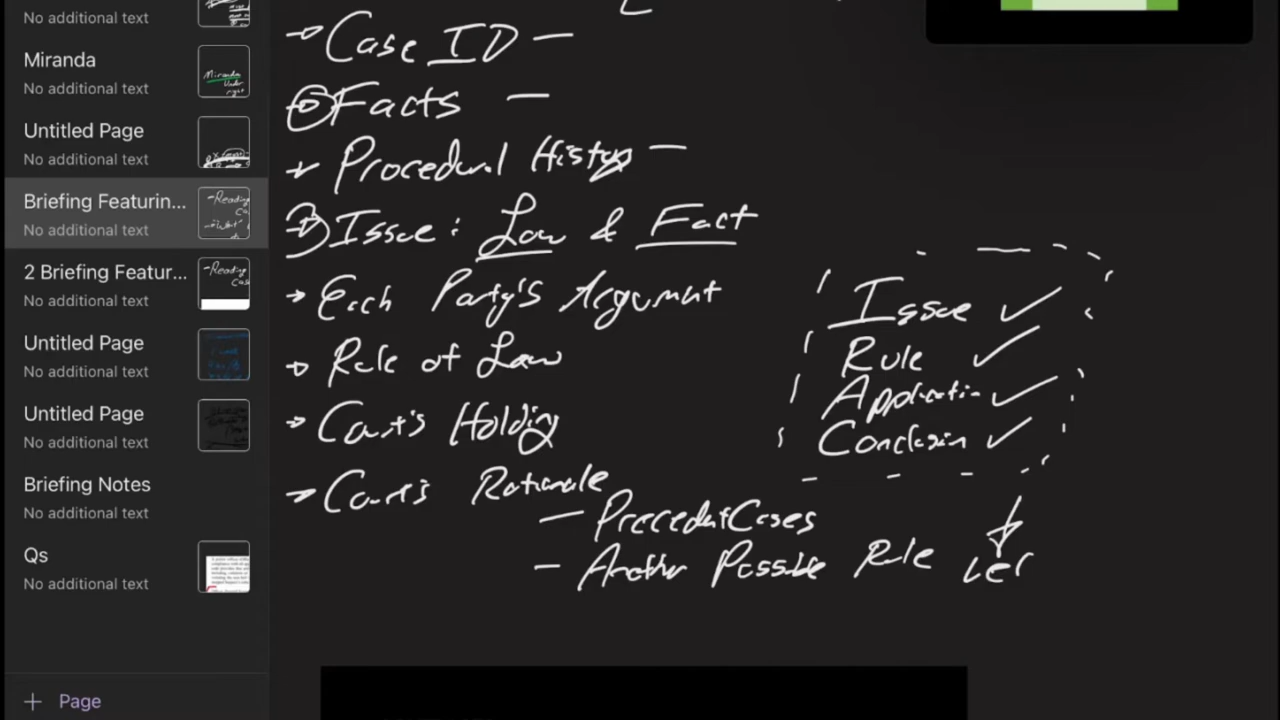 No additional text
Miranda
No additional text
Untitled Page
No additional text
Briefing Featurin...
No additional text
2 Briefing Featur...
No additional text
Untitled Page
No additional text
Untitled Page
No additional text
Briefing Notes
No additional text
Qs
No additional text
+ Page
→ Case ID —
Facts —
→ Procedural History —
Issue: Law & Fact
→ Each Party's Argument
→ Rule of Law
→ Court's Holding
→ Court's Rationale
— Precedent Cases
— Another Possible Rule
Issue ✓
Rule ✓
Application ✓
Conclusion ✓